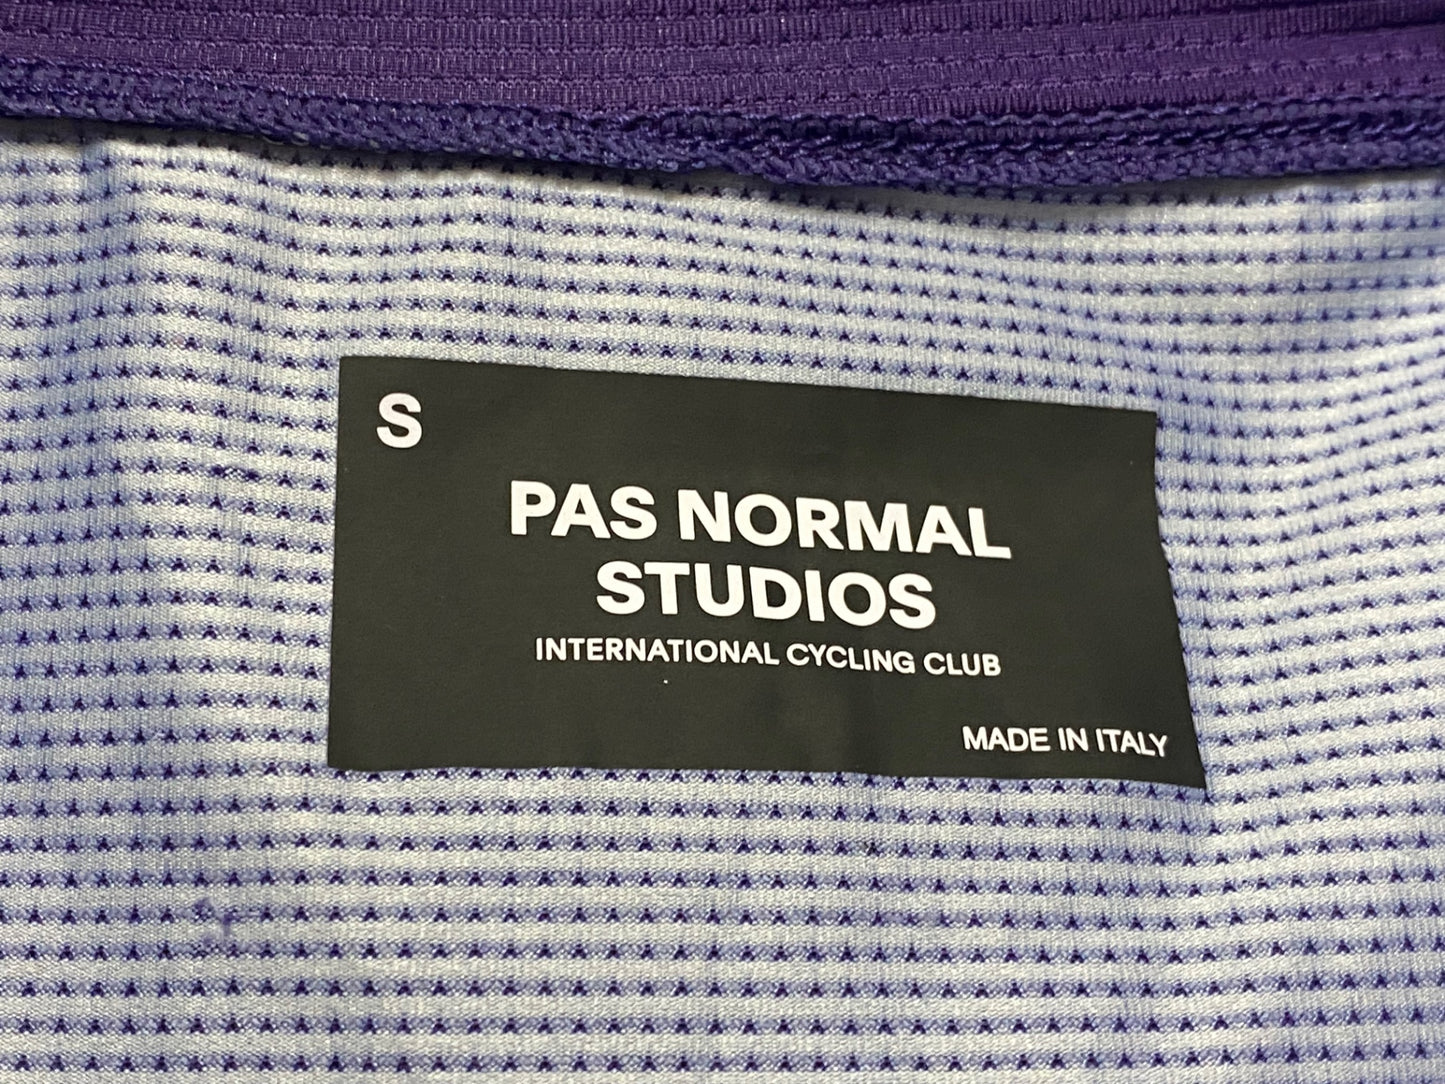 S
PAS NORMAL
STUDIOS
INTERNATIONAL CYCLING CLUB
MADE IN ITALY